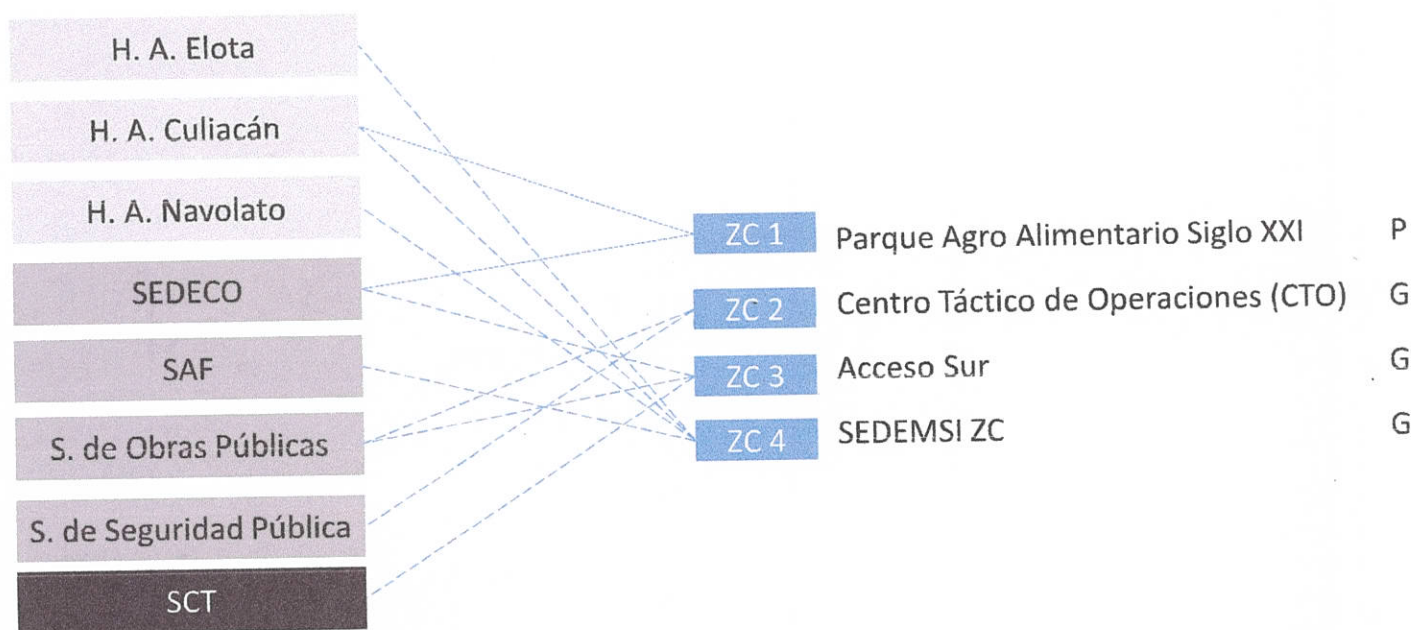 H. A. Elota
H. A. Culiacán
H. A. Navolato
SEDECO
SAF
S. de Obras Públicas
S. de Seguridad Pública
SCT
ZC 1 Parque Agro Alimentario Siglo XXI P
ZC 2 Centro Táctico de Operaciones (CTO) G
ZC 3 Acceso Sur G
ZC 4 SEDEMSI ZC G